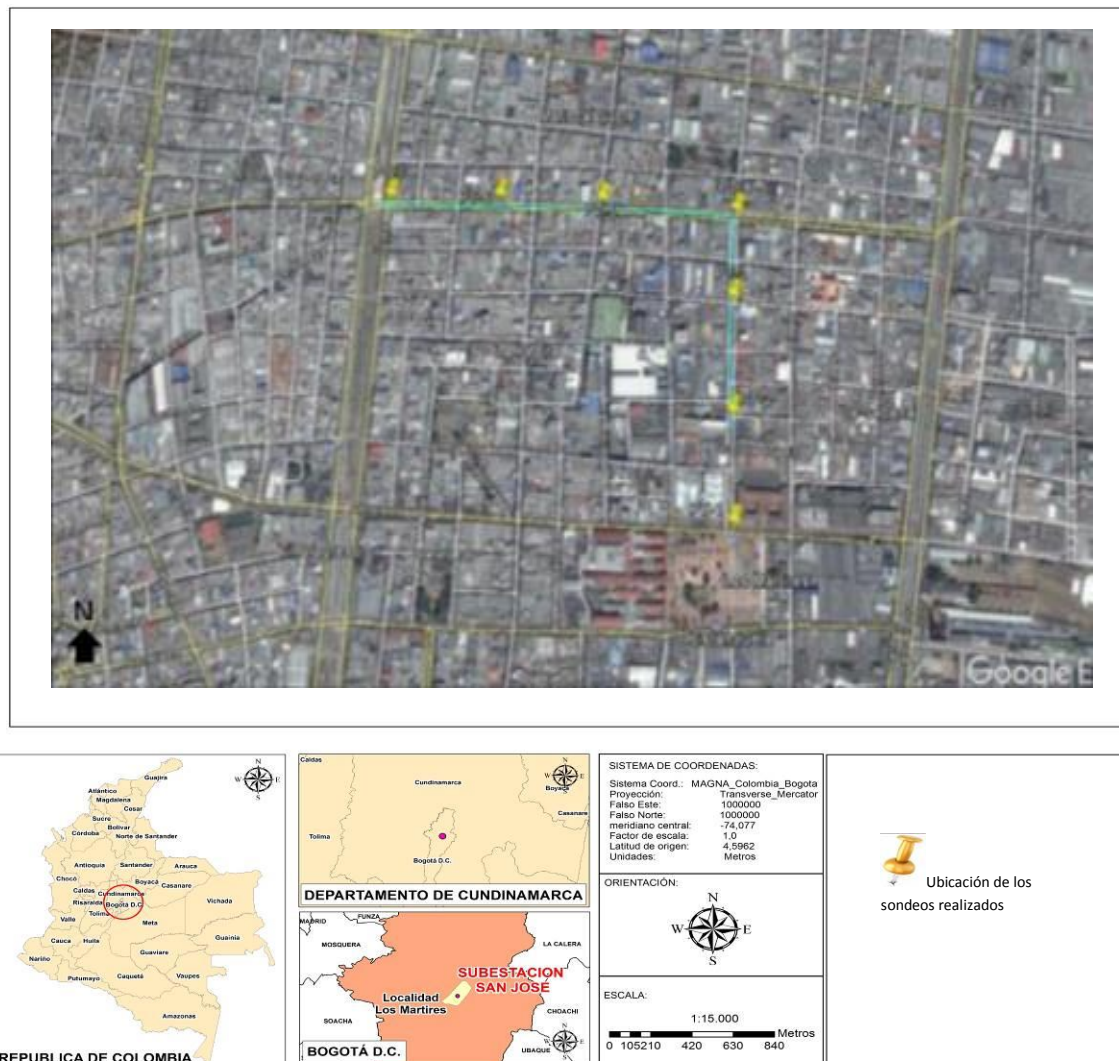 N
Google E
REPUBLICA DE COLOMBIA
Guajira
Atlántico
Magdalena
Cesar
Sucre
Bolívar
Córdoba
Norte de Santander
Antioquia
Santander
Arauca
Chocó
Boyacá
Casanare
Caldas
Cundinamarca
Risaralda
Bogotá D.C.
Vichada
Tolima
Valle
Meta
Cauca
Huila
Guainía
Guaviare
Nariño
Putumayo
Caquetá
Vaupes
Amazonas
N
W E
S
Caldas
Cundinamarca
Boyacá
Casanare
Tolima
Bogotá D.C.
N
W E
S
DEPARTAMENTO DE CUNDINAMARCA
MADRID
FUNZA
MOSQUERA
LA CALERA
SUBESTACION
SAN JOSÉ
Localidad
Los Martires
SOACHA
CHOACHI
UBAQUE
N
W E
S
BOGOTÁ D.C.
SISTEMA DE COORDENADAS:
Sistema Coord.: MAGNA_Colombia_Bogota
Proyección: Transverse_Mercator
Falso Este: 1000000
Falso Norte: 1000000
meridiano central: -74,077
Factor de escala: 1,0
Latitud de origen: 4,5962
Unidades: Metros
ORIENTACIÓN:
N
W E
S
ESCALA:
1:15.000
Metros
0 105210 420 630 840
Ubicación de los
sondeos realizados